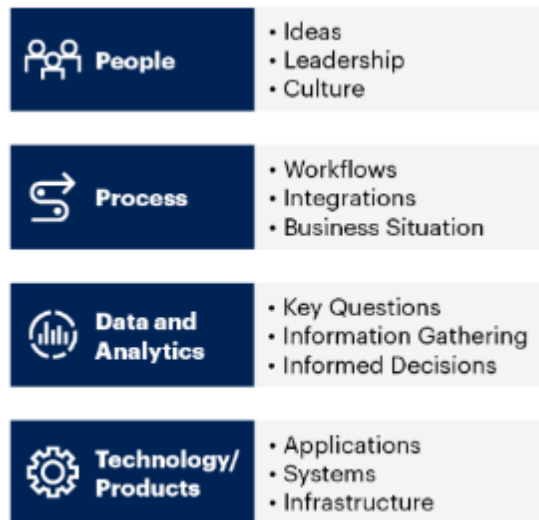 People
• Ideas
• Leadership
• Culture
Process
• Workflows
• Integrations
• Business Situation
Data and
Analytics
• Key Questions
• Information Gathering
• Informed Decisions
Technology/
Products
• Applications
• Systems
• Infrastructure